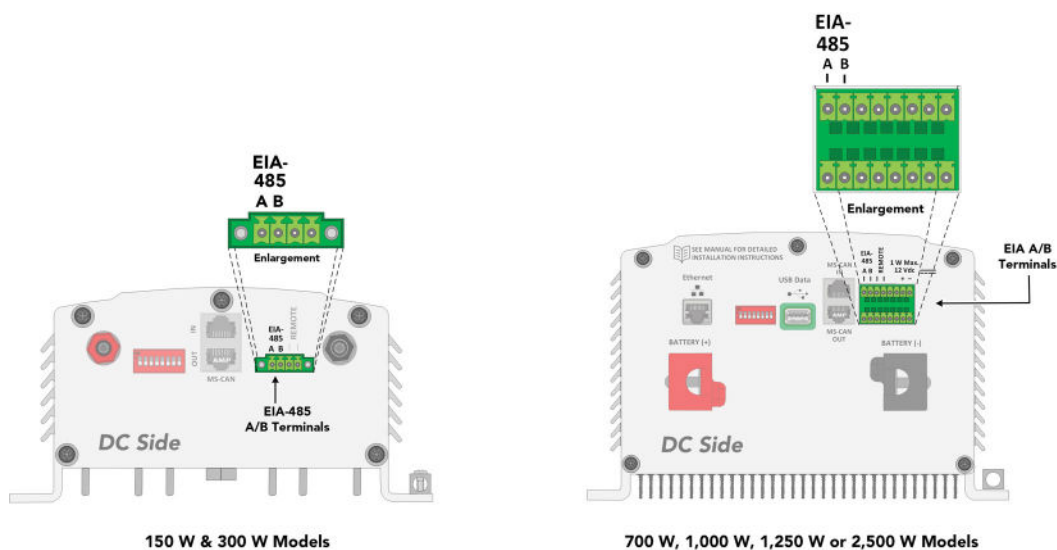 EIA-
485
A B
Enlargement
IN
OUT
AMP
MS-CAN
EIA-
485
A B
REMOTE
EIA-485
A/B Terminals
DC Side
150 W & 300 W Models
EIA-
485
A B
Enlargement
EIA A/B
Terminals
SEE MANUAL FOR DETAILED
INSTALLATION INSTRUCTIONS
Ethernet
USB Data
MS-CAN
IN
AMP
MS-CAN
OUT
EIA-
485
A B
REMOTE
1 W Max.
12 Vdc
+ −
BATTERY (+)
BATTERY (-)
DC Side
700 W, 1,000 W, 1,250 W or 2,500 W Models